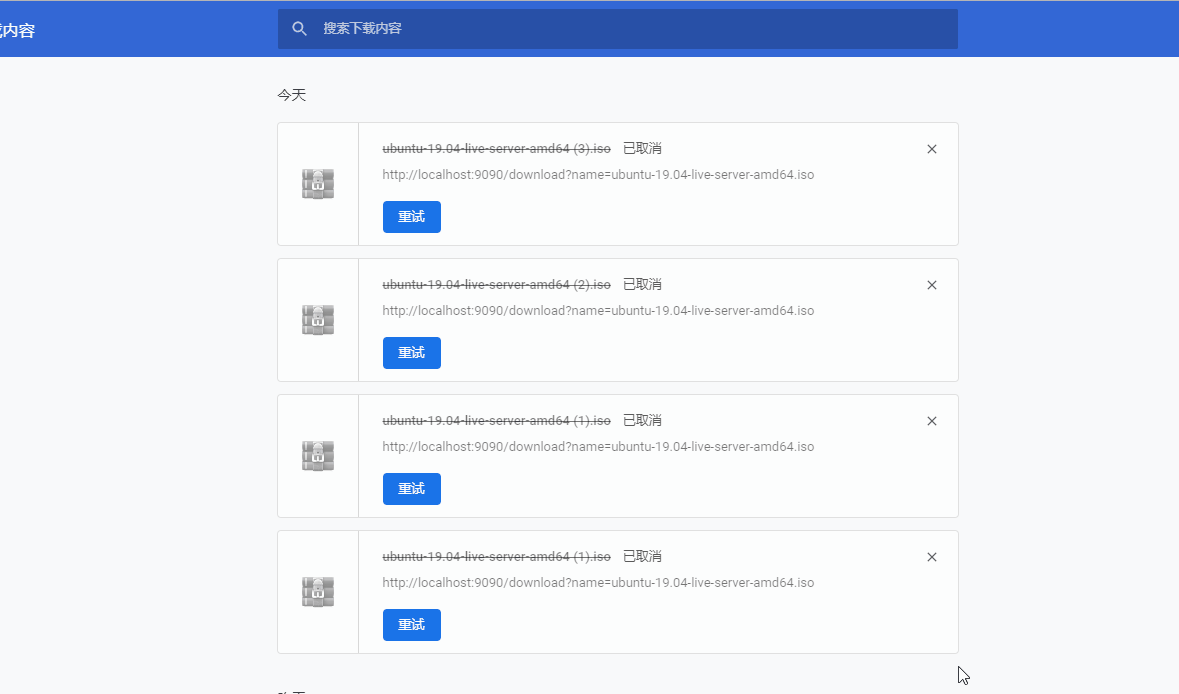 载内容
搜索下载内容
今天
ubuntu-19.04-live-server-amd64 (3).iso 已取消
http://localhost:9090/download?name=ubuntu-19.04-live-server-amd64.iso
重试
ubuntu-19.04-live-server-amd64 (2).iso 已取消
http://localhost:9090/download?name=ubuntu-19.04-live-server-amd64.iso
重试
ubuntu-19.04-live-server-amd64 (1).iso 已取消
http://localhost:9090/download?name=ubuntu-19.04-live-server-amd64.iso
重试
ubuntu-19.04-live-server-amd64 (1).iso 已取消
http://localhost:9090/download?name=ubuntu-19.04-live-server-amd64.iso
重试